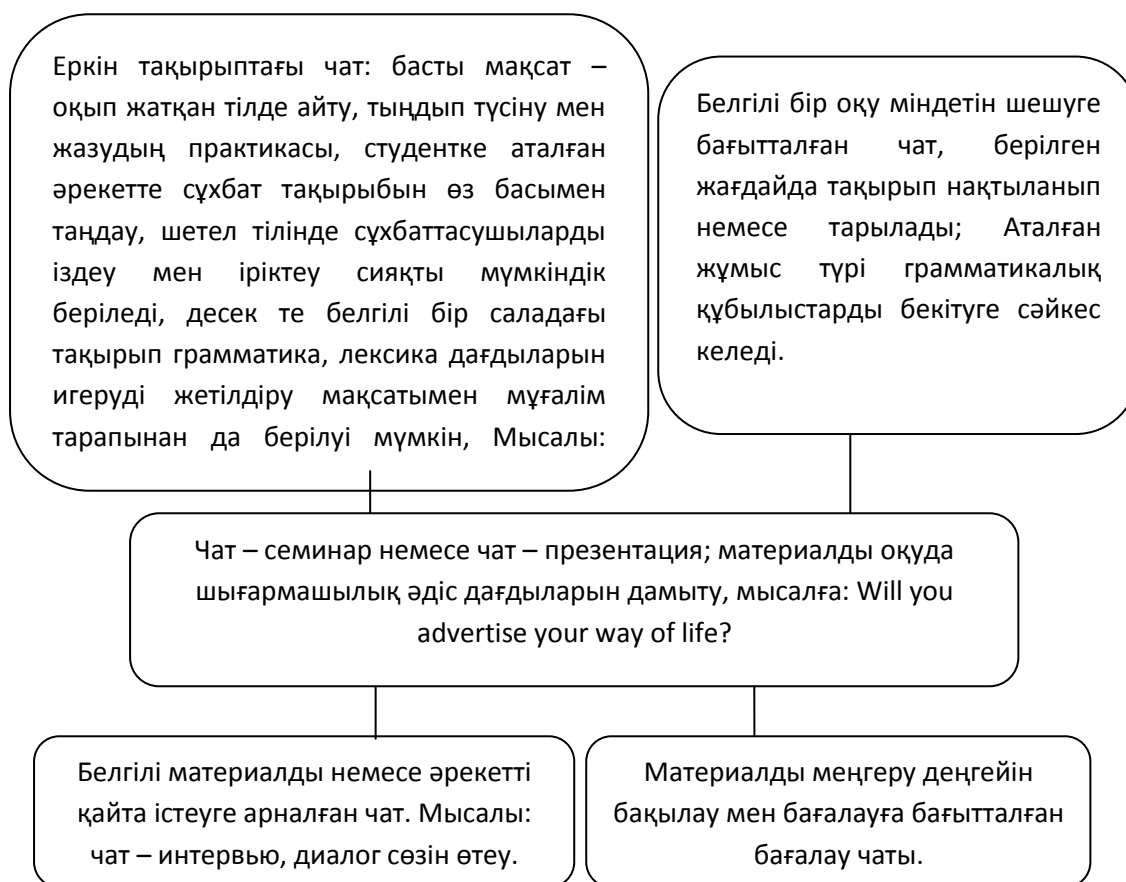 Еркін тақырыптағы чат: басты мақсат –
оқып жатқан тілде айту, тыңдып түсіну мен
жазудың практикасы, студентке аталған
әрекетте сұхбат тақырыбын өз басымен
таңдау, шетел тілінде сұхбаттасушыларды
іздеу мен іріктеу сияқты мүмкіндік
беріледі, десек те белгілі бір саладағы
тақырып грамматика, лексика дағдыларын
игеруді жетілдіру мақсатымен мұғалім
тарапынан да берілуі мүмкін, Мысалы:
Белгілі бір оқу міндетін шешуге
бағытталған чат, берілген
жағдайда тақырып нақтыланып
немесе тарылады; Аталған
жұмыс түрі грамматикалық
құбылыстарды бекітуге сәйкес
келеді.
Чат – семинар немесе чат – презентация; материалды оқуда
шығармашылық әдіс дағдыларын дамыту, мысалға: Will you
advertise your way of life?
Белгілі материалды немесе әрекетті
қайта істеуге арналған чат. Мысалы:
чат – интервью, диалог сөзін өтеу.
Материалды меңгеру деңгейін
бақылау мен бағалауға бағытталған
бағалау чаты.